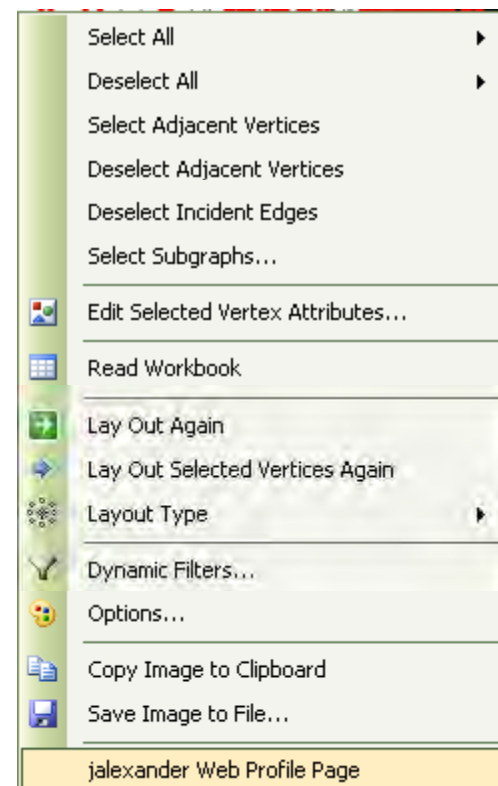 Select All
Deselect All
Select Adjacent Vertices
Deselect Adjacent Vertices
Deselect Incident Edges
Select Subgraphs...
Edit Selected Vertex Attributes...
Read Workbook
Lay Out Again
Lay Out Selected Vertices Again
Layout Type
Dynamic Filters...
Options...
Copy Image to Clipboard
Save Image to File...
jalexander Web Profile Page